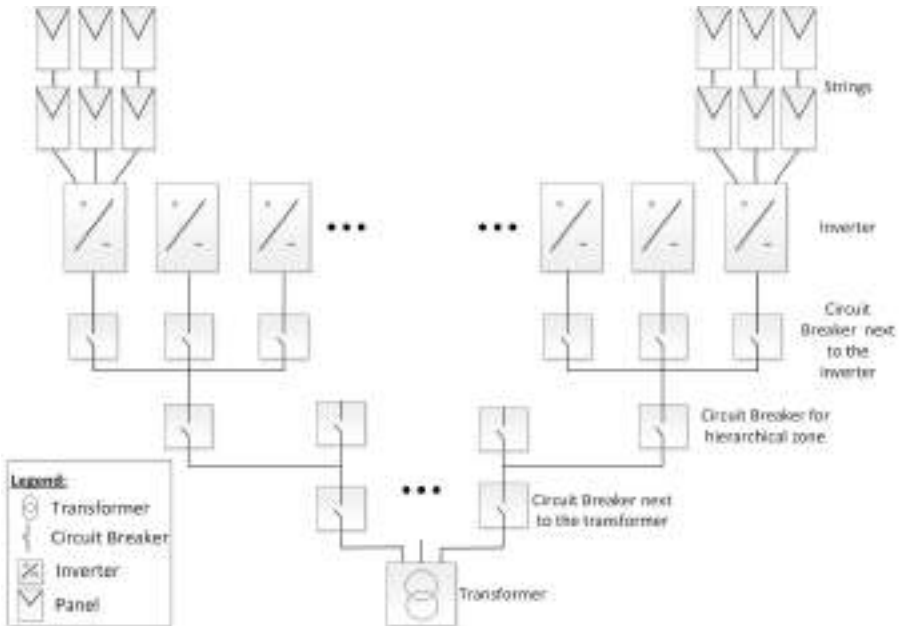 Strings
Inverter
Circuit
Breaker next
to the
inverter
Circuit Breaker for
hierarchical zone
Circuit Breaker next
to the transformer
Transformer
Legend:
Transformer
Circuit Breaker
Inverter
Panel